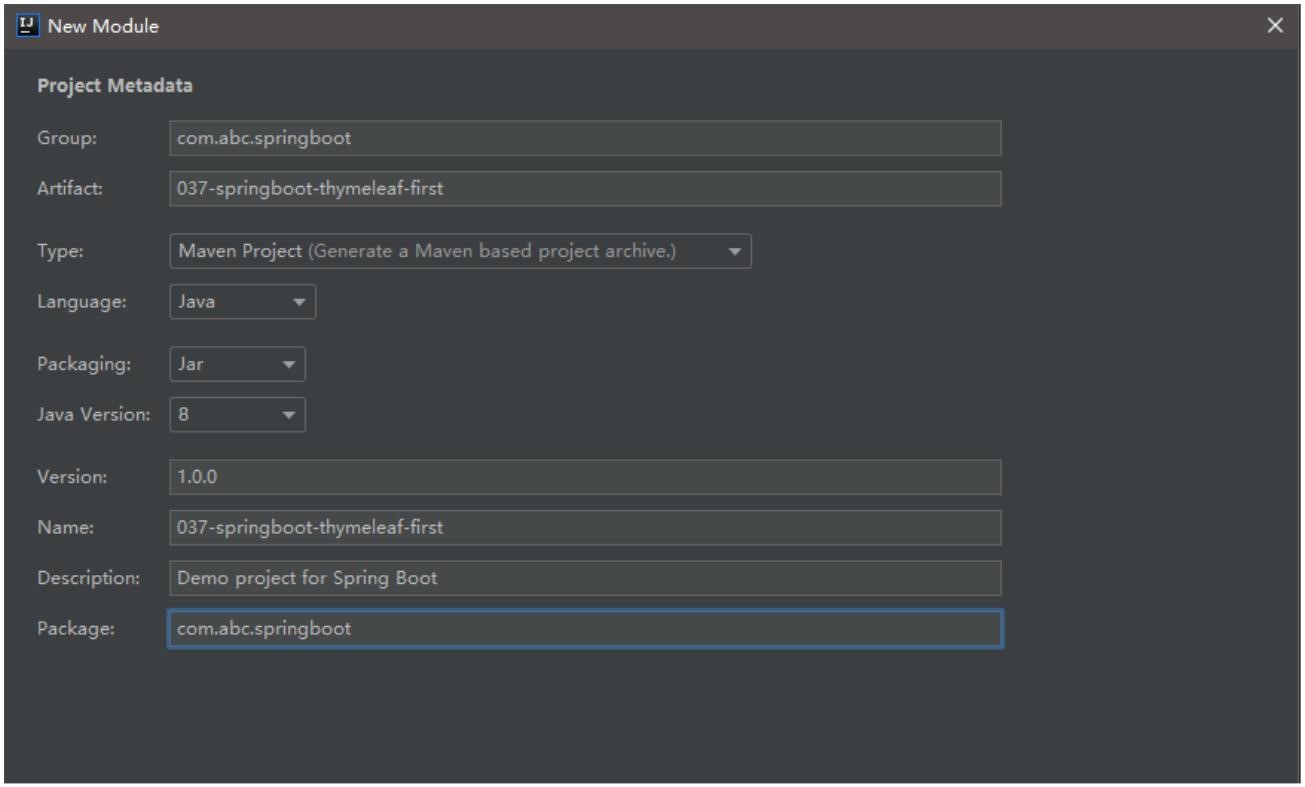 New Module
Project Metadata
Group: com.abc.springboot
Artifact: 037-springboot-thymeleaf-first
Type: Maven Project (Generate a Maven based project archive.)
Language: Java
Packaging: Jar
Java Version: 8
Version: 1.0.0
Name: 037-springboot-thymeleaf-first
Description: Demo project for Spring Boot
Package: com.abc.springboot